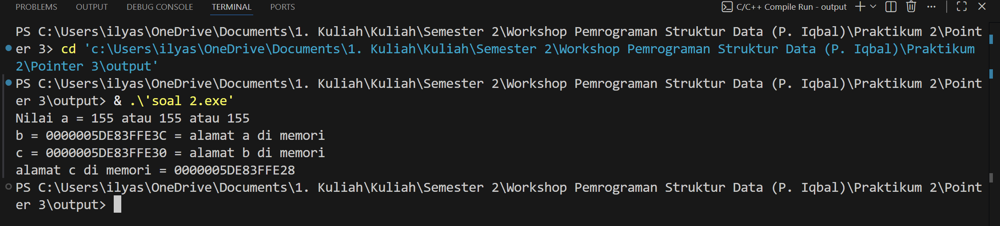 PROBLEMS OUTPUT DEBUG CONSOLE TERMINAL PORTS C/C++ Compile Run - output
PS C:\Users\ilyas\OneDrive\Documents\1. Kuliah\Kuliah\Semester 2\Workshop Pemrograman Struktur Data (P. Iqbal)\Praktikum 2\Point
er 3> cd 'c:\Users\ilyas\OneDrive\Documents\1. Kuliah\Kuliah\Semester 2\Workshop Pemrograman Struktur Data (P. Iqbal)\Praktikum
2\Pointer 3\output'
PS C:\Users\ilyas\OneDrive\Documents\1. Kuliah\Kuliah\Semester 2\Workshop Pemrograman Struktur Data (P. Iqbal)\Praktikum 2\Point
er 3\output> & .\'soal 2.exe'
Nilai a = 155 atau 155 atau 155
b = 0000005DE83FFE3C = alamat a di memori
c = 0000005DE83FFE30 = alamat b di memori
alamat c di memori = 0000005DE83FFE28
PS C:\Users\ilyas\OneDrive\Documents\1. Kuliah\Kuliah\Semester 2\Workshop Pemrograman Struktur Data (P. Iqbal)\Praktikum 2\Point
er 3\output>